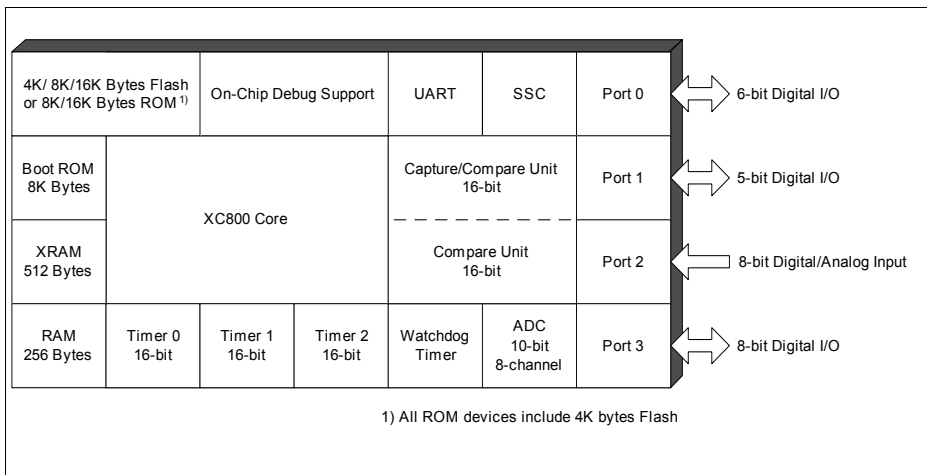 4K/ 8K/16K Bytes Flash
or 8K/16K Bytes ROM 1)
On-Chip Debug Support
UART
SSC
Port 0
6-bit Digital I/O
Boot ROM
8K Bytes
XC800 Core
Capture/Compare Unit
16-bit
Port 1
5-bit Digital I/O
XRAM
512 Bytes
Compare Unit
16-bit
Port 2
8-bit Digital/Analog Input
RAM
256 Bytes
Timer 0
16-bit
Timer 1
16-bit
Timer 2
16-bit
Watchdog
Timer
ADC
10-bit
8-channel
Port 3
8-bit Digital I/O
1) All ROM devices include 4K bytes Flash